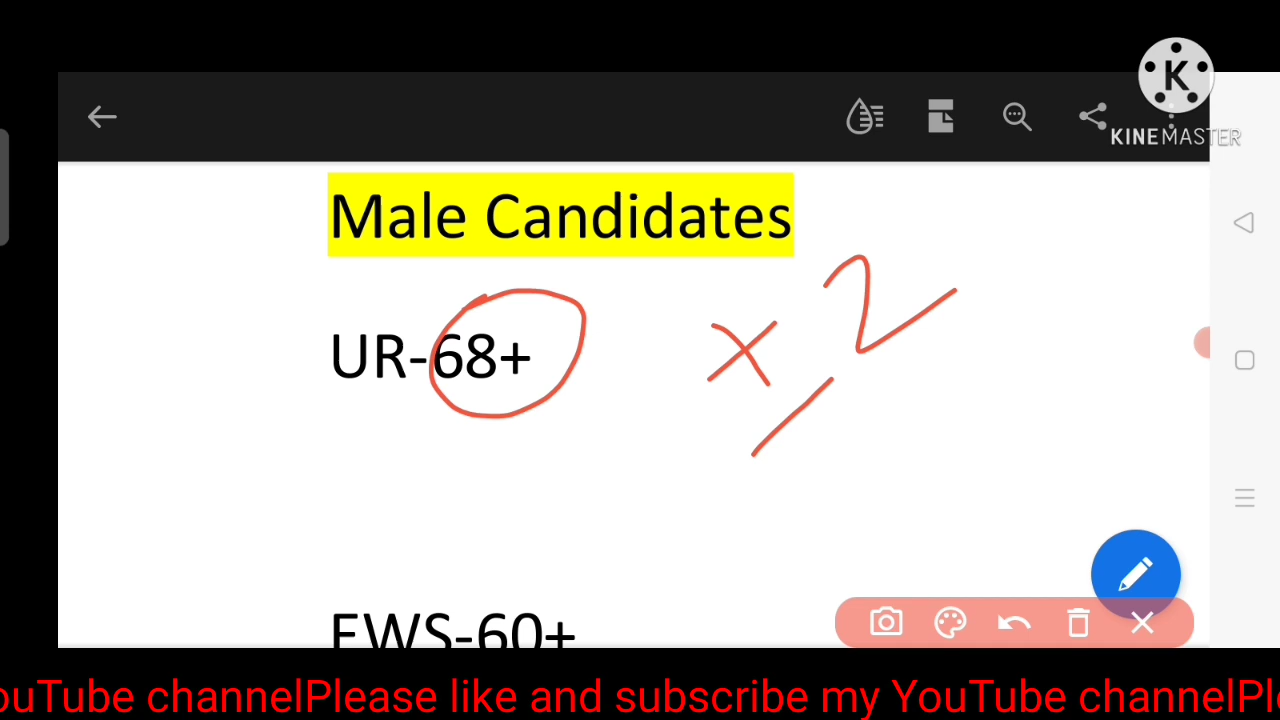 KINEMASTER
Male Candidates
UR-68+
x 2
EWS-60+
ouTube channelPlease like and subscribe my YouTube channelPl